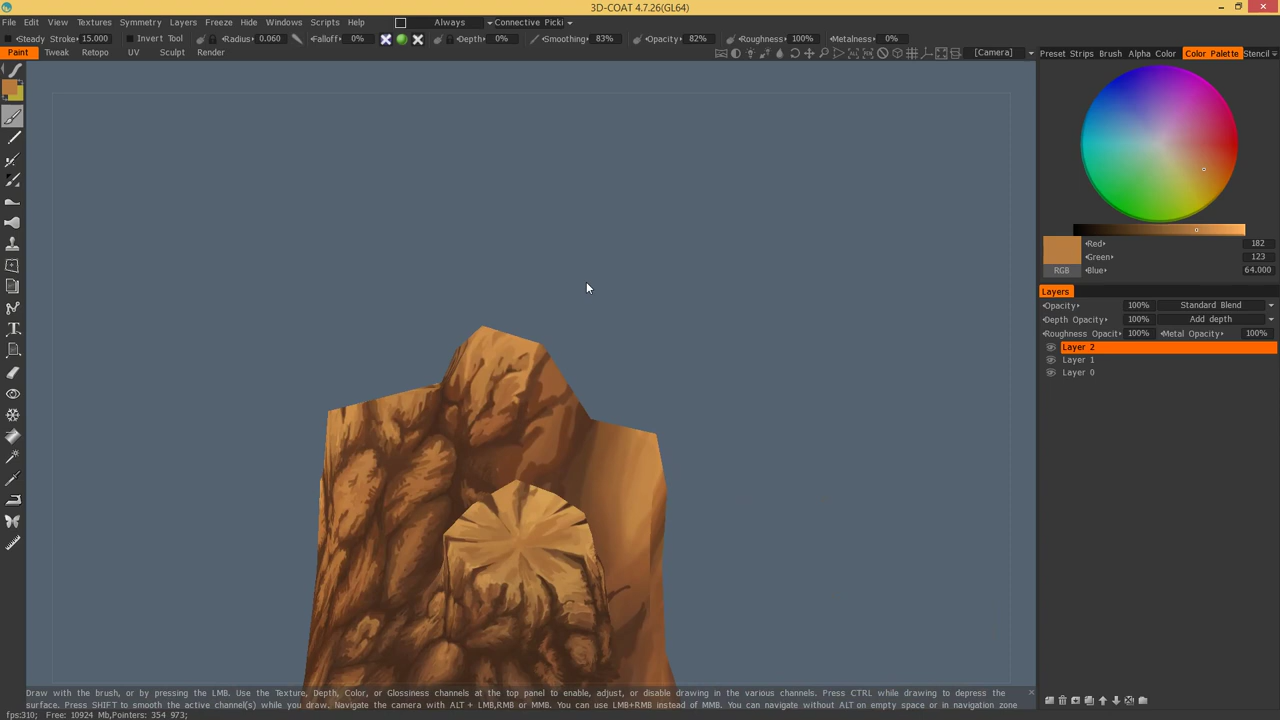 3D-COAT 4.7.26(GL64)
File Edit View Textures Symmetry Layers Freeze Hide Windows Scripts Help Always Connective Picki
Steady Stroke 15.000 Invert Tool Radius 0.060 Falloff 0% Depth 0% Smoothing 83% Opacity 82% Roughness 100% Metalness 0%
Paint Tweak Retopo UV Sculpt Render [Camera] Preset Strips Brush Alpha Color Color Palette Stencil
Red 182
Green 123
RGB Blue 64.000
Layers
Opacity 100% Standard Blend
Depth Opacity 100% Add depth
Roughness Opacit 100% Metal Opacity 100%
Layer 2
Layer 1
Layer 0
Draw with the brush, or by pressing the LMB. Use the Texture, Depth, Color, or Glossiness channels at the top panel to enable, adjust, or disable drawing in the various channels. Press CTRL while drawing to depress the
surface. Press SHIFT to smooth the active channel(s) while you draw. Navigate the camera with ALT + LMB,RMB or MMB. You can use LMB+RMB instead of MMB. You can navigate without ALT on empty space or in navigation zone
fps:310; Free: 10924 Mb,Pointers: 354 973;